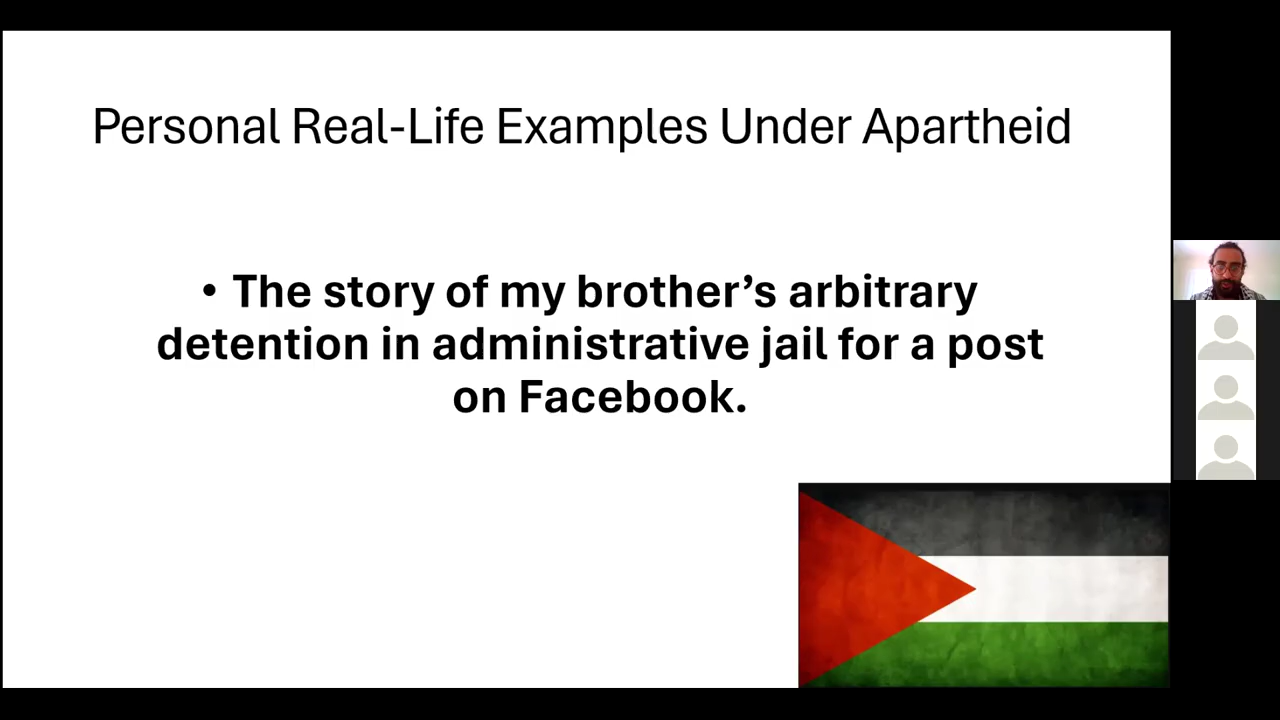 Personal Real-Life Examples Under Apartheid
• The story of my brother’s arbitrary
detention in administrative jail for a post
on Facebook.